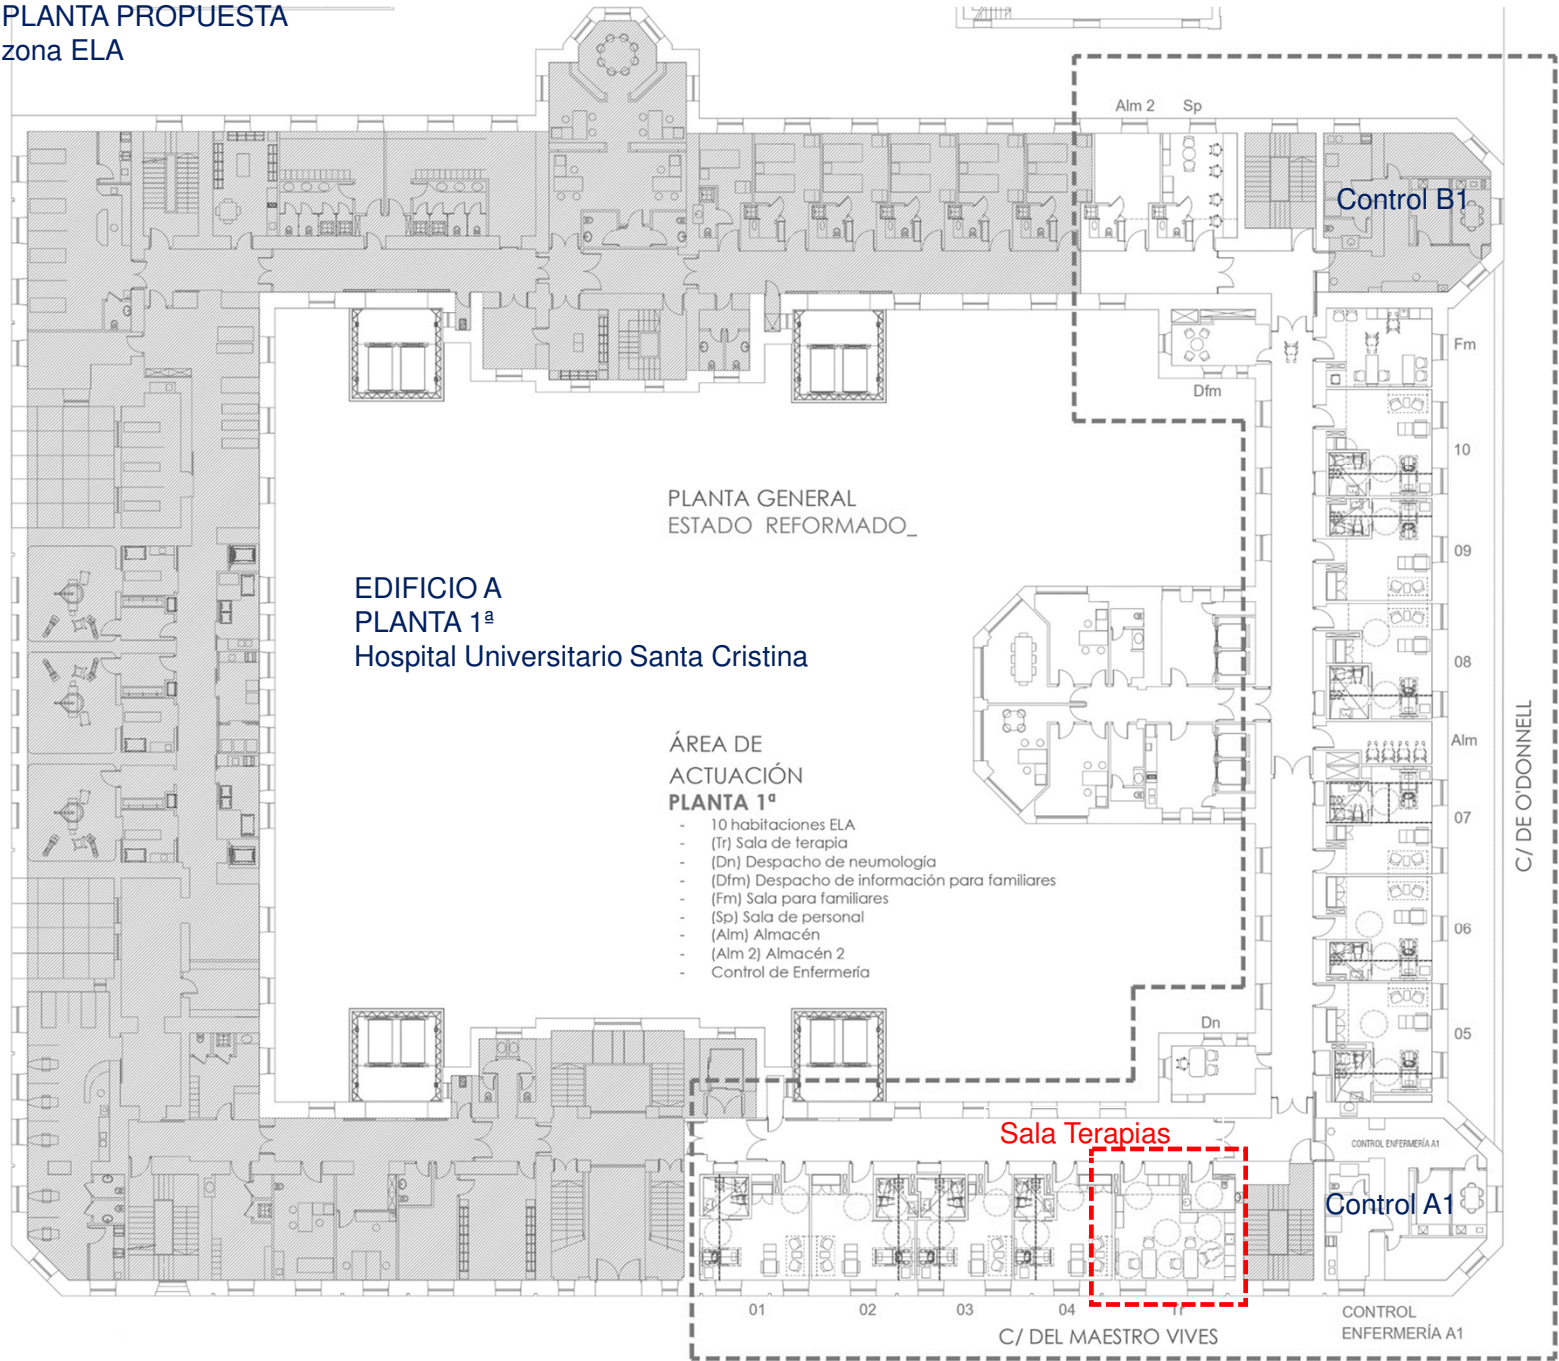 PLANTA PROPUESTA
zona ELA
Alm 2
Sp
Control B1
Fm
Dfm
10
PLANTA GENERAL
ESTADO REFORMADO_
09
EDIFICIO A
PLANTA 1ª
Hospital Universitario Santa Cristina
08
C/ DE O'DONNELL
ÁREA DE
ACTUACIÓN
PLANTA 1ª
- 10 habitaciones ELA
- (Tr) Sala de terapia
- (Dn) Despacho de neumología
- (Dfm) Despacho de información para familiares
- (Fm) Sala para familiares
- (Sp) Sala de personal
- (Alm) Almacén
- (Alm 2) Almacén 2
- Control de Enfermería
Alm
07
06
Dn
05
Sala Terapias
CONTROL ENFERMERÍA A1
Control A1
01
02
03
04
Tr
C/ DEL MAESTRO VIVES
CONTROL
ENFERMERÍA A1